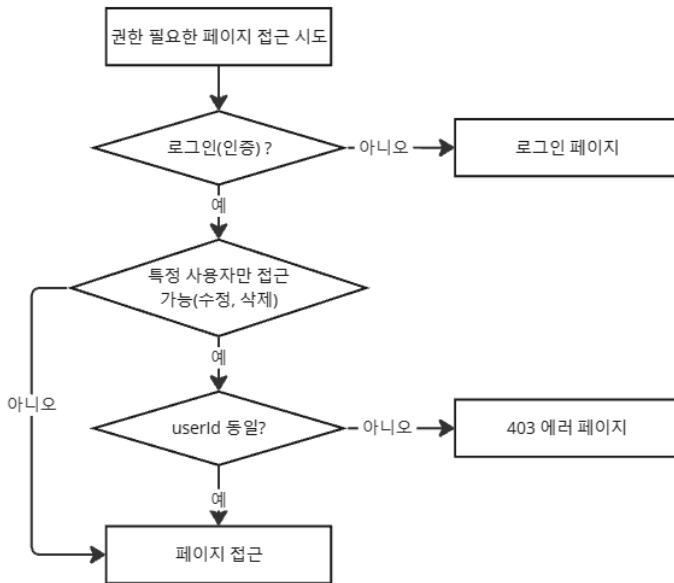 권한 필요한 페이지 접근 시도
로그인(인증) ?
아니오
로그인 페이지
예
특정 사용자만 접근
가능(수정, 삭제)
예
아니오
userId 동일?
아니오
403 에러 페이지
예
페이지 접근